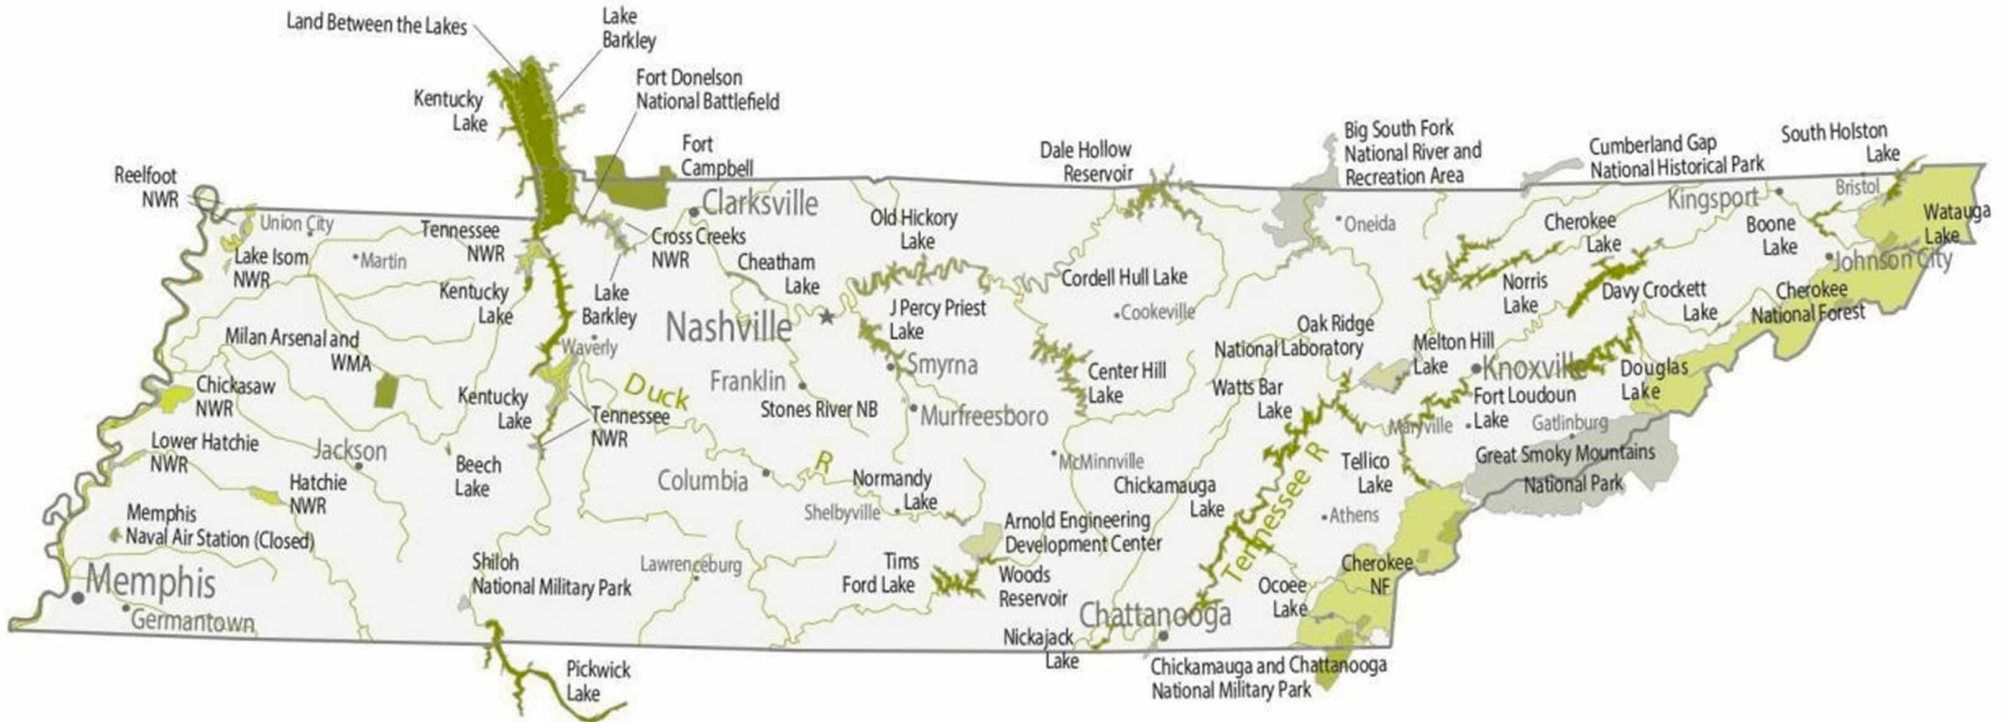 Land Between the Lakes
Lake
Barkley
Fort Donelson
National Battlefield
Kentucky
Lake
Fort
Campbell
Reelfoot
NWR
Dale Hollow
Reservoir
Big South Fork
National River and
Recreation Area
Cumberland Gap
National Historical Park
South Holston
Lake
Union City
Lake Isom
NWR
Martin
Tennessee
NWR
Clarksville
Cross Creeks
NWR
Old Hickory
Lake
Oneida
Cherokee
Lake
Kingsport
Bristol
Boone
Lake
Watauga
Lake
Johnson City
Kentucky
Lake
Lake
Barkley
Cheatham
Lake
Cordell Hull Lake
Norris
Lake
Davy Crockett
Lake
Cherokee
National Forest
Milan Arsenal and
WMA
Waverly
Nashville
J Percy Priest
Lake
Cookeville
Oak Ridge
National Laboratory
Melton Hill
Lake
Knoxville
Douglas
Lake
Chickasaw
NWR
Kentucky
Lake
Tennessee
NWR
Duck
R
Franklin
Smyrna
Stones River NB
Murfreesboro
Center Hill
Lake
Watts Bar
Lake
Fort Loudoun
Lake
Maryville
Gatlinburg
Great Smoky Mountains
National Park
Lower Hatchie
NWR
Jackson
Hatchie
NWR
Beech
Lake
Columbia
Normandy
Lake
Shelbyville
McMinnville
Chickamauga
Lake
Tennessee R
Tellico
Lake
Athens
Memphis
Naval Air Station (Closed)
Arnold Engineering
Development Center
Memphis
Germantown
Shiloh
National Military Park
Lawrenceburg
Tims
Ford Lake
Woods
Reservoir
Chattanooga
Ocoee
Lake
Cherokee
NF
Nickajack
Lake
Pickwick
Lake
Chickamauga and Chattanooga
National Military Park